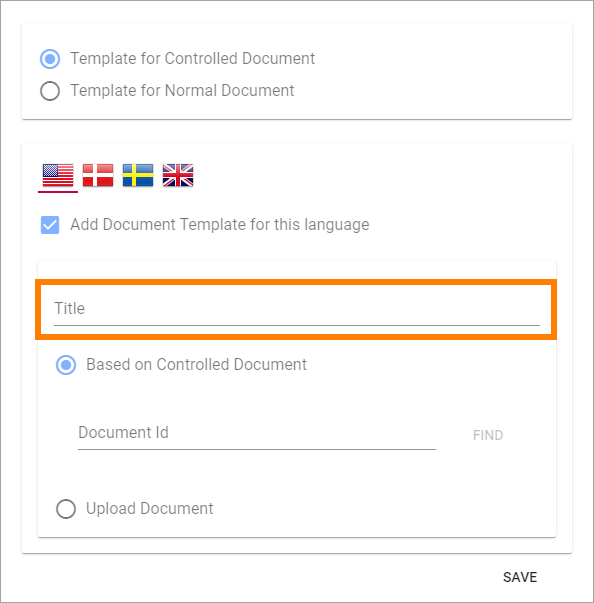 Template for Controlled Document
Template for Normal Document
Add Document Template for this language
Title
Based on Controlled Document
Document Id
FIND
Upload Document
SAVE